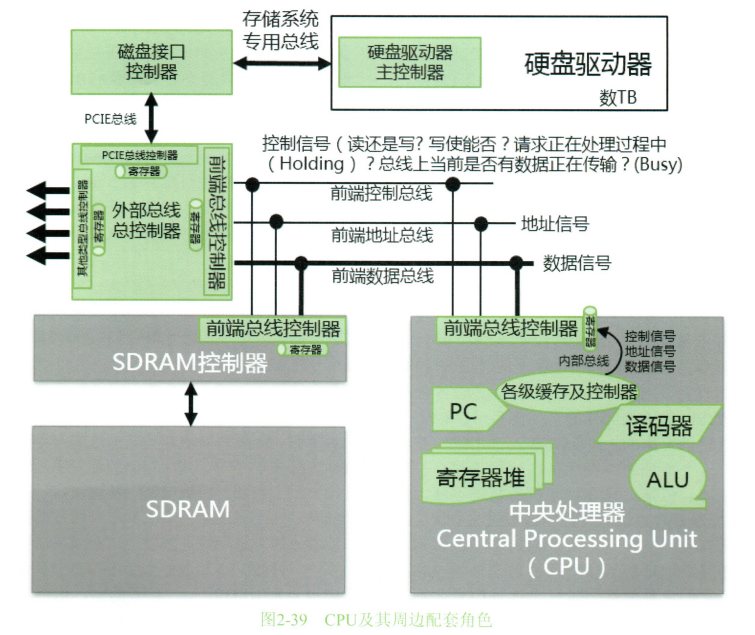 存储系统
专用总线
磁盘接口
控制器
硬盘驱动器
主控制器
硬盘驱动器
数TB
PCIE总线
PCIE总线控制器
寄存器
控制信号（读还是写？写使能否？请求正在处理过程中
（Holding）？总线上当前是否有数据正在传输？(Busy)
其他类型总线控制器
寄存器
外部总线
总控制器
寄存器
前端总线控制器
前端控制总线
前端地址总线
地址信号
前端数据总线
数据信号
前端总线控制器
寄存器
SDRAM控制器
SDRAM
前端总线控制器
寄存器
控制信号
地址信号
数据信号
内部总线
各级缓存及控制器
PC
译码器
寄存器堆
ALU
中央处理器
Central Processing Unit
（CPU）
图2-39 CPU及其周边配套角色